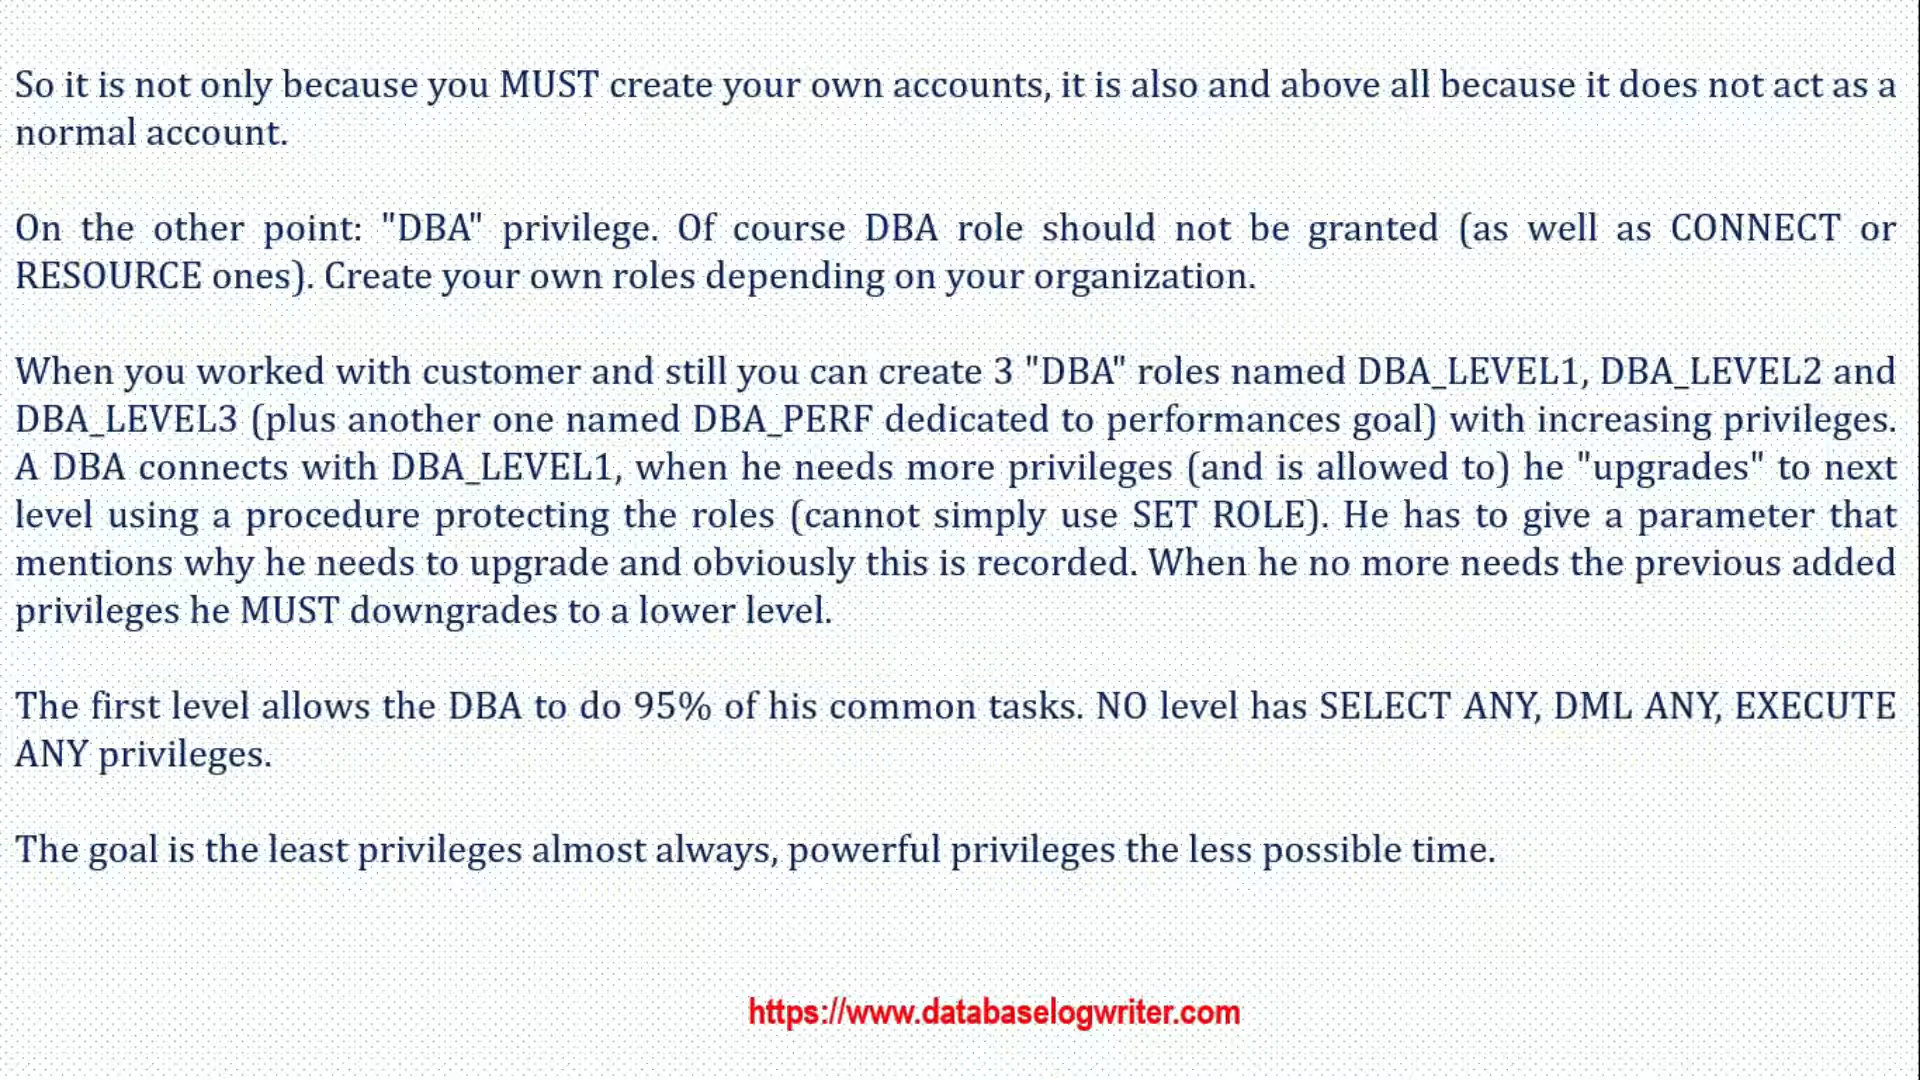 So it is not only because you MUST create your own accounts, it is also and above all because it does not act as a
normal account.
On the other point: "DBA" privilege. Of course DBA role should not be granted (as well as CONNECT or
RESOURCE ones). Create your own roles depending on your organization.
When you worked with customer and still you can create 3 "DBA" roles named DBA_LEVEL1, DBA_LEVEL2 and
DBA_LEVEL3 (plus another one named DBA_PERF dedicated to performances goal) with increasing privileges.
A DBA connects with DBA_LEVEL1, when he needs more privileges (and is allowed to) he "upgrades" to next
level using a procedure protecting the roles (cannot simply use SET ROLE). He has to give a parameter that
mentions why he needs to upgrade and obviously this is recorded. When he no more needs the previous added
privileges he MUST downgrades to a lower level.
The first level allows the DBA to do 95% of his common tasks. NO level has SELECT ANY, DML ANY, EXECUTE
ANY privileges.
The goal is the least privileges almost always, powerful privileges the less possible time.
https://www.databaselogwriter.com